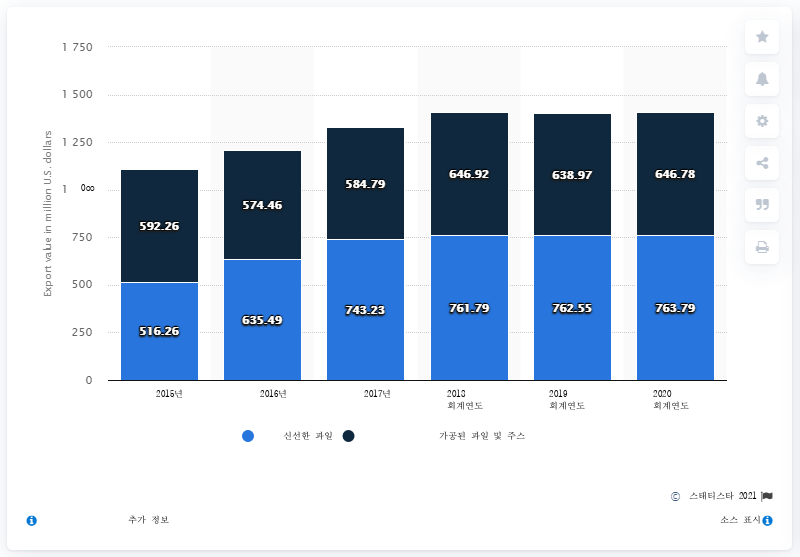 1 750
1 500
1 250
1 0∞
750
500
250
0
Export value in million U.S. dollars
592.26
574.46
584.79
646.92
638.97
646.78
516.26
635.49
743.23
761.79
762.55
763.79
2015년
2016년
2017년
2018
회계연도
2019
회계연도
2020
회계연도
신선한 과일
가공된 과일 및 주스
© 스태티스타 2021
추가 정보
소스 표시